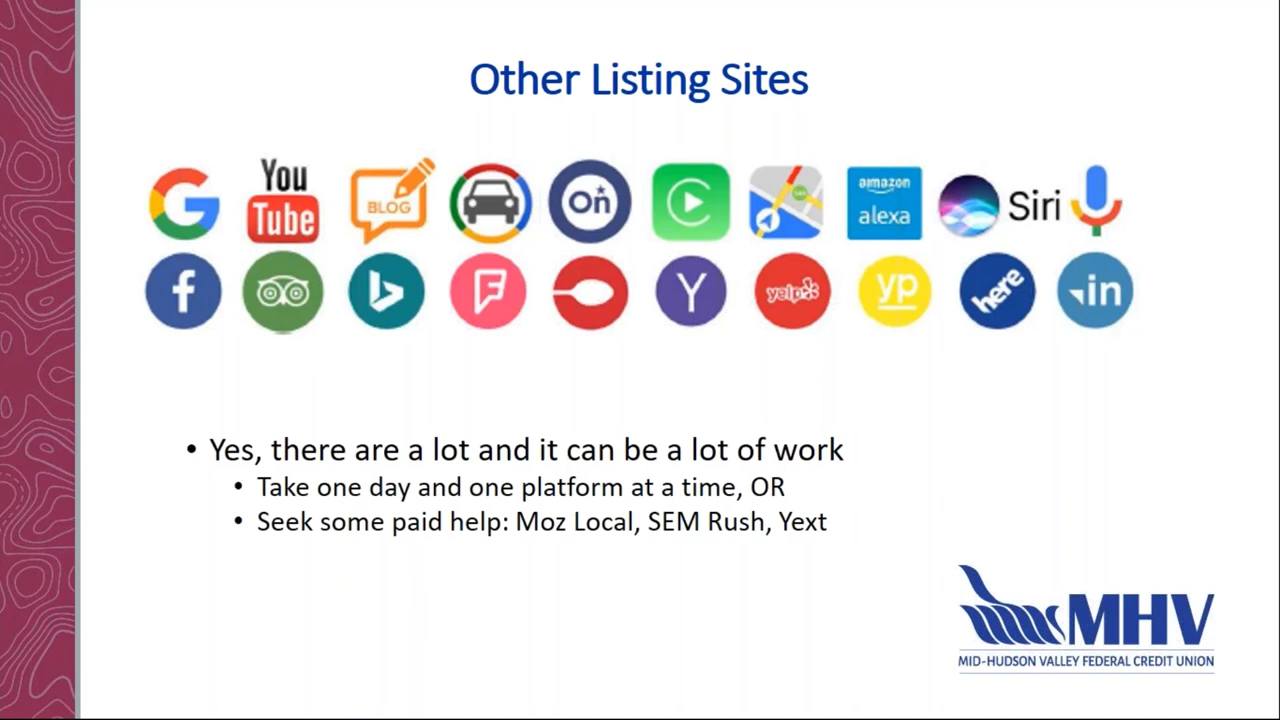 Other Listing Sites
You
Tube
BLOG
On
amazon
alexa
Siri
yelp
yp
here
in
• Yes, there are a lot and it can be a lot of work
• Take one day and one platform at a time, OR
• Seek some paid help: Moz Local, SEM Rush, Yext
MHV
MID-HUDSON VALLEY FEDERAL CREDIT UNION